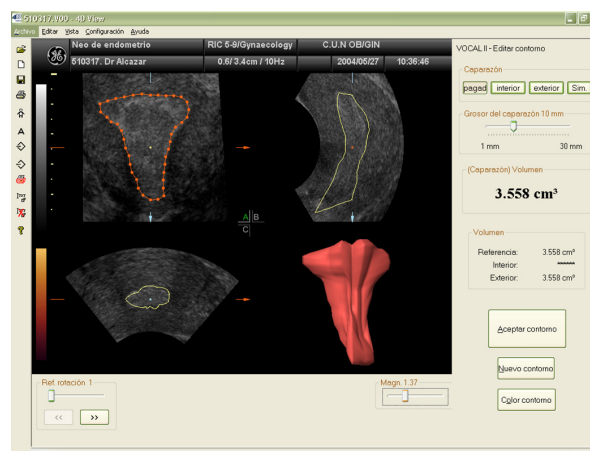 510317.V00 - 4D View
Archivo Editar Vista Configuración Ayuda
Neo de endometrio RIC 5-9/Gynaecology C.U.N OB/GIN
510317. Dr Alcazar 0.6/ 3.4cm / 10Hz 2004/05/27 10:36:46
VOCAL II - Editar contorno
Caparazón
pagad interior exterior Sim.
Grosor del caparazón 10 mm
1 mm 30 mm
(Caparazón) Volumen
3.558 cm³
Volumen
Referencia: 3.558 cm³
Interior: ******
Exterior: 3.558 cm³
A B
C
Aceptar contorno
Nuevo contorno
Color contorno
Ref. rotación 1
<< >>
Magn. 1.37